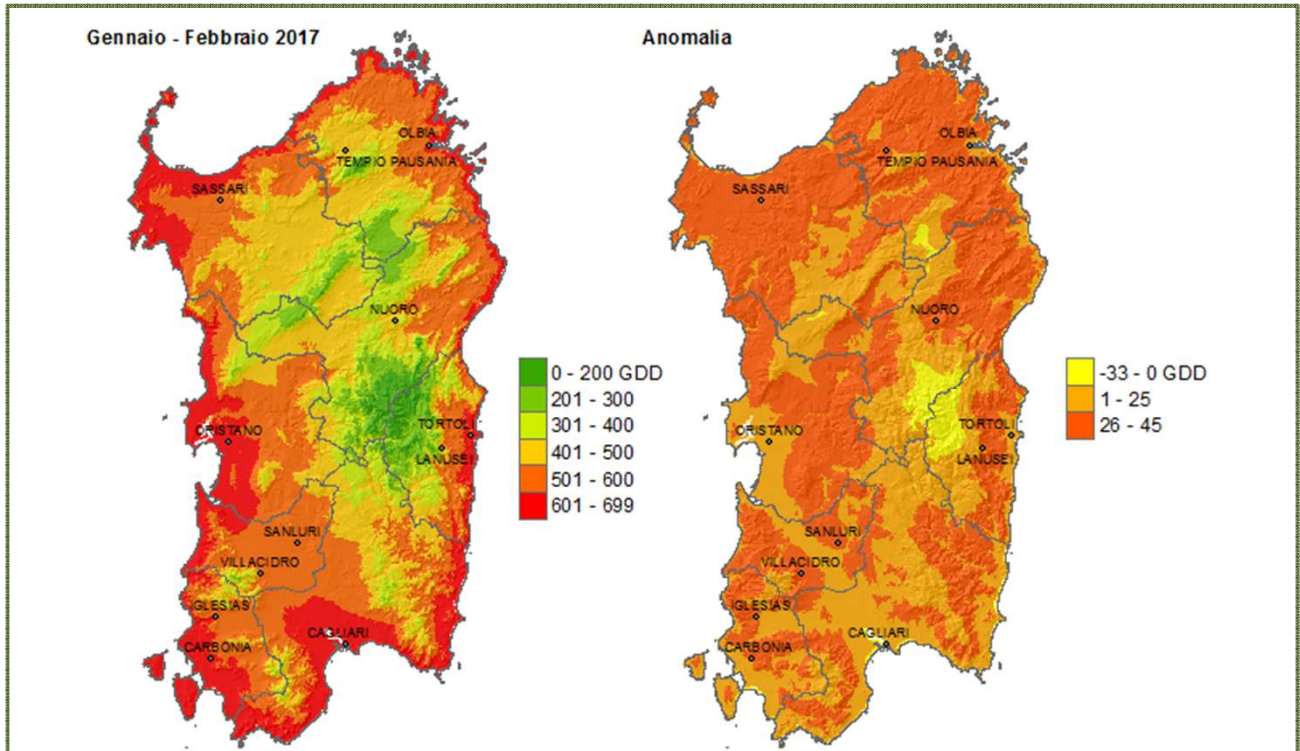 Gennaio - Febbraio 2017
OLBIA
TEMPIO PAUSANIA
SASSARI
NUORO
ORISTANO
TORTOLI
LANUSEI
SANLURI
VILLACIDRO
IGLESIAS
CAGLIARI
CARBONIA
0 - 200 GDD
201 - 300
301 - 400
401 - 500
501 - 600
601 - 699
Anomalia
OLBIA
TEMPIO PAUSANIA
SASSARI
NUORO
ORISTANO
TORTOLI
LANUSEI
SANLURI
VILLACIDRO
IGLESIAS
CAGLIARI
CARBONIA
-33 - 0 GDD
1 - 25
26 - 45